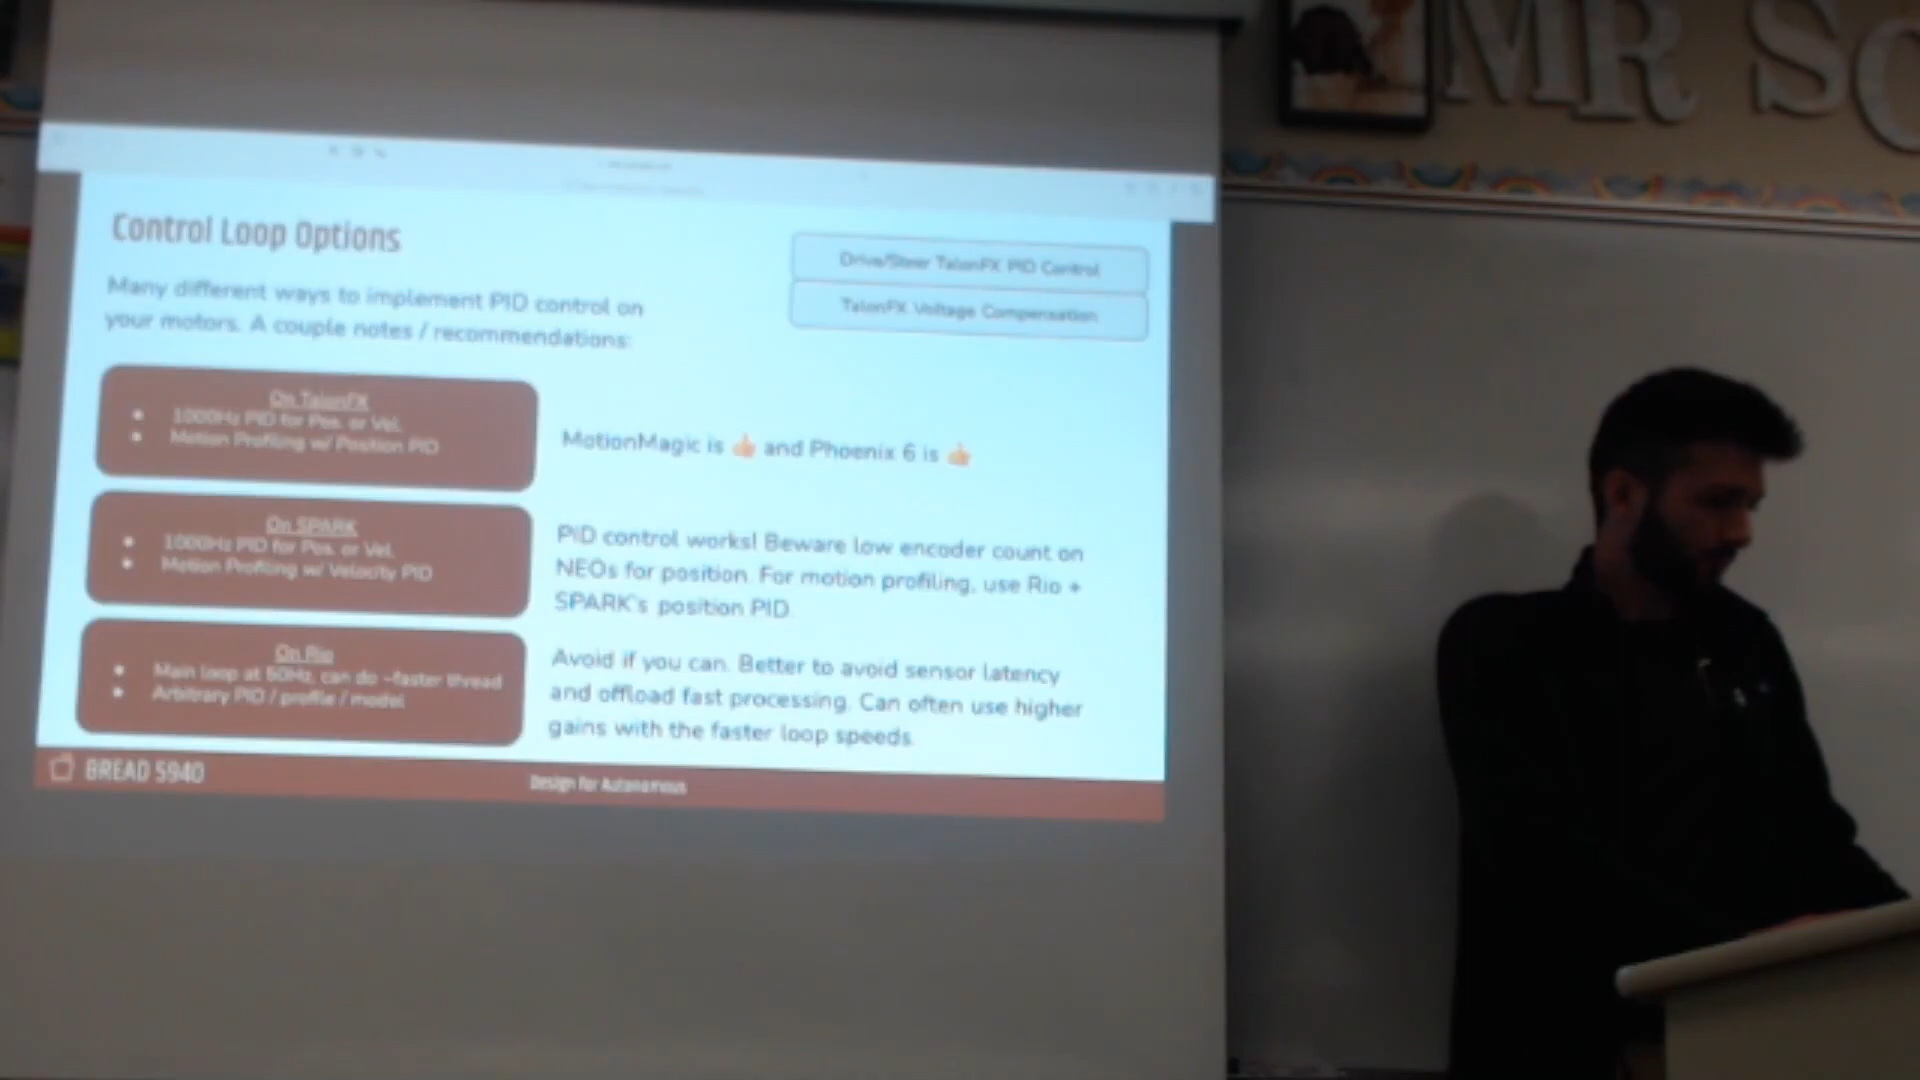 MR SC
Control Loop Options
Drive/Steer TalonFX PID Control
TalonFX Voltage Compensation
Many different ways to implement PID control on
your motors. A couple notes / recommendations:
On TalonFX
● 1000Hz PID for Pos. or Vel.
● Motion Profiling w/ Position PID
MotionMagic is 👍 and Phoenix 6 is 👍
On SPARK
● 1000Hz PID for Pos. or Vel.
● Motion Profiling w/ Velocity PID
PID control works! Beware low encoder count on
NEOs for position. For motion profiling, use Rio +
SPARK's position PID.
On Rio
● Main loop at 50Hz, can do ~faster thread
● Arbitrary PID / profile / model
Avoid if you can. Better to avoid sensor latency
and offload fast processing. Can often use higher
gains with the faster loop speeds.
BREAD 5940
Design for Autonomous